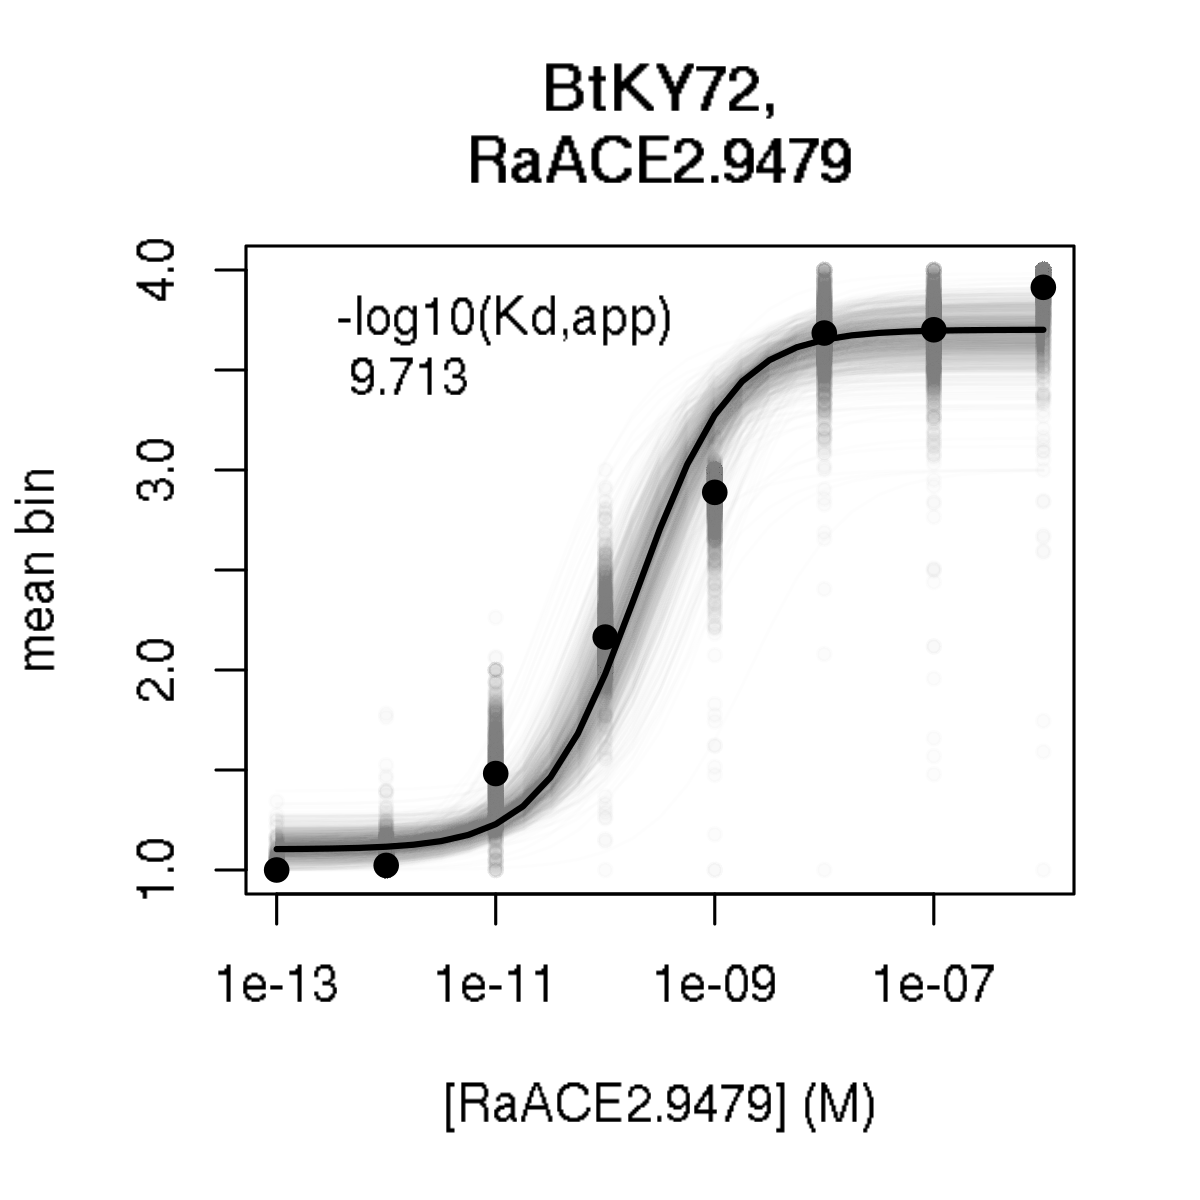 BtKY72,
RaACE2.9479
-log10(Kd,app)
9.713
mean bin
4.0
3.0
2.0
1.0
1e-13 1e-11 1e-09 1e-07
[RaACE2.9479] (M)